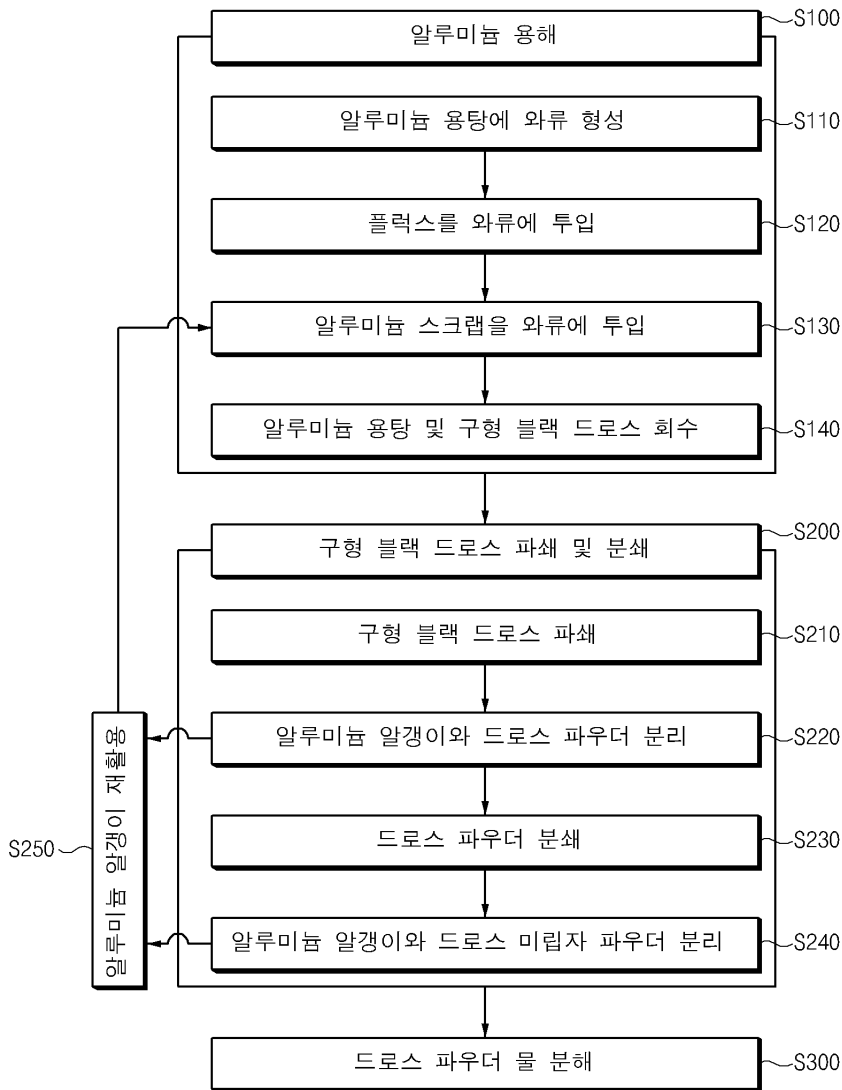 알루미늄 용해
S100
알루미늄 용탕에 와류 형성
S110
플럭스를 와류에 투입
S120
알루미늄 스크랩을 와류에 투입
S130
알루미늄 용탕 및 구형 블랙 드로스 회수
S140
구형 블랙 드로스 파쇄 및 분쇄
S200
구형 블랙 드로스 파쇄
S210
알루미늄 알갱이와 드로스 파우더 분리
S220
드로스 파우더 분쇄
S230
알루미늄 알갱이와 드로스 미립자 파우더 분리
S240
알루미늄 알갱이 재활용
S250
드로스 파우더 물 분해
S300